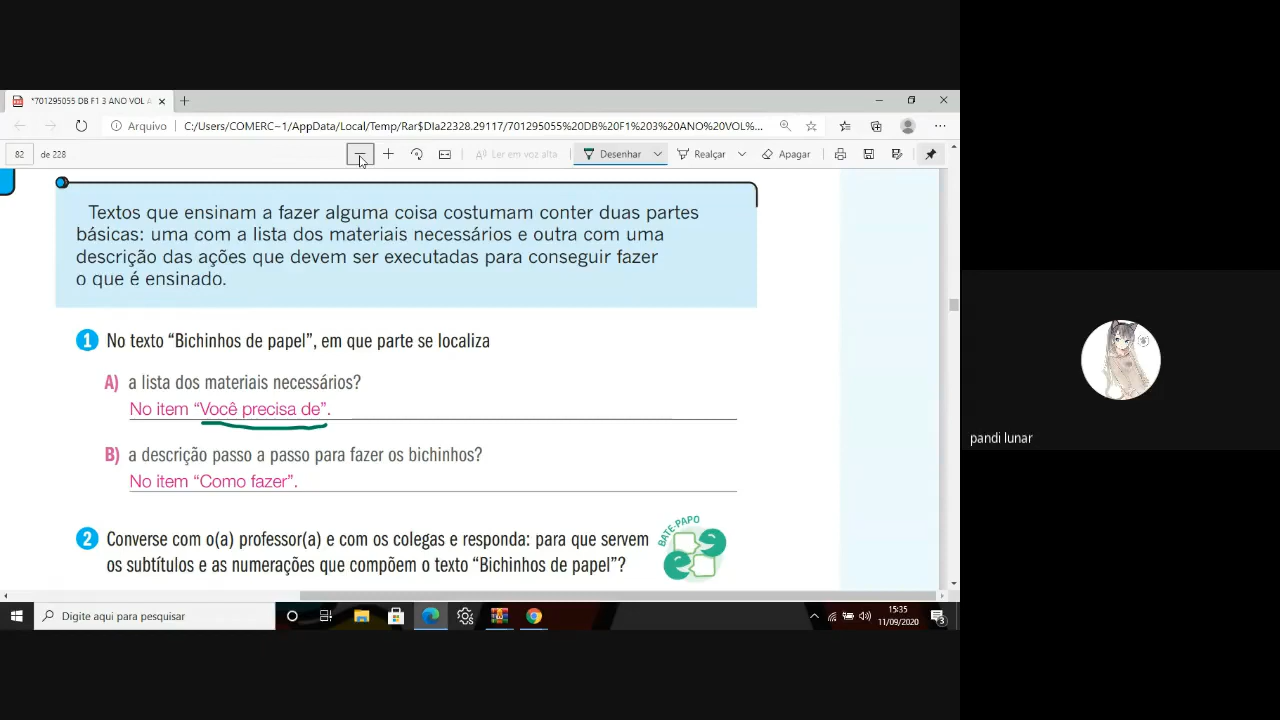 *701295055 DB F1 3 ANO VOL
Arquivo
C:/Users/COMERC~1/AppData/Local/Temp/Rar$DIa22328.29117/701295055%20DB%20F1%203%20ANO%20VOL%...
82 de 228
Ler em voz alta
Desenhar
Realçar
Apagar
Textos que ensinam a fazer alguma coisa costumam conter duas partes
básicas: uma com a lista dos materiais necessários e outra com uma
descrição das ações que devem ser executadas para conseguir fazer
o que é ensinado.
1 No texto “Bichinhos de papel”, em que parte se localiza
A) a lista dos materiais necessários?
No item “Você precisa de”.
B) a descrição passo a passo para fazer os bichinhos?
No item “Como fazer”.
2 Converse com o(a) professor(a) e com os colegas e responda: para que servem
os subtítulos e as numerações que compõem o texto “Bichinhos de papel”?
BATE-PAPO
pandi lunar
Digite aqui para pesquisar
15:35
11/09/2020
3